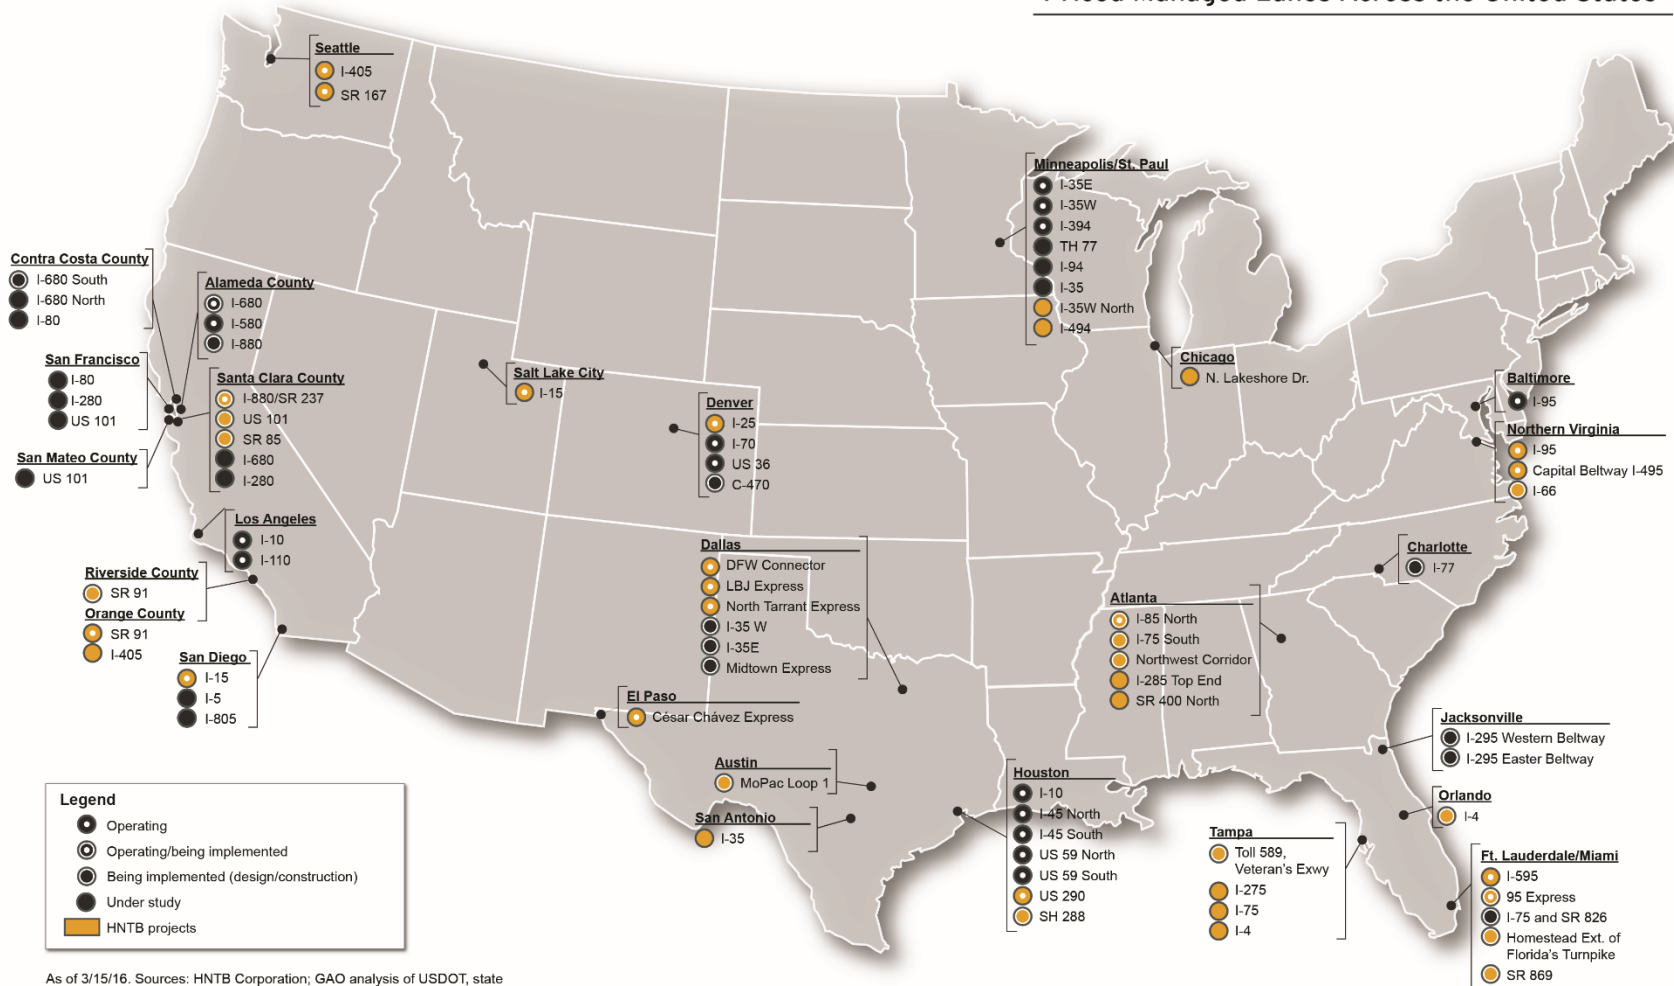 Priced Managed Lanes Across the United States
Seattle
I-405
SR 167
Minneapolis/St. Paul
I-35E
I-35W
I-394
TH 77
I-94
I-35
I-35W North
I-494
Contra Costa County
I-680 South
I-680 North
I-80
Alameda County
I-680
I-580
I-880
San Francisco
I-80
I-280
US 101
Santa Clara County
I-880/SR 237
US 101
SR 85
I-680
I-280
San Mateo County
US 101
Salt Lake City
I-15
Denver
I-25
I-70
US 36
C-470
Chicago
N. Lakeshore Dr.
Baltimore
I-95
Northern Virginia
I-95
Capital Beltway I-495
I-66
Los Angeles
I-10
I-110
Riverside County
SR 91
Orange County
SR 91
I-405
San Diego
I-15
I-5
I-805
Dallas
DFW Connector
LBJ Express
North Tarrant Express
I-35 W
I-35E
Midtown Express
Charlotte
I-77
Atlanta
I-85 North
I-75 South
Northwest Corridor
I-285 Top End
SR 400 North
El Paso
César Chávez Express
Austin
MoPac Loop 1
San Antonio
I-35
Houston
I-10
I-45 North
I-45 South
US 59 North
US 59 South
US 290
SH 288
Jacksonville
I-295 Western Beltway
I-295 Easter Beltway
Orlando
I-4
Tampa
Toll 589,
Veteran's Exwy
I-275
I-75
I-4
Ft. Lauderdale/Miami
I-595
95 Express
I-75 and SR 826
Homestead Ext. of
Florida's Turnpike
SR 869
Legend
Operating
Operating/being implemented
Being implemented (design/construction)
Under study
HNTB projects
As of 3/15/16. Sources: HNTB Corporation; GAO analysis of USDOT, state